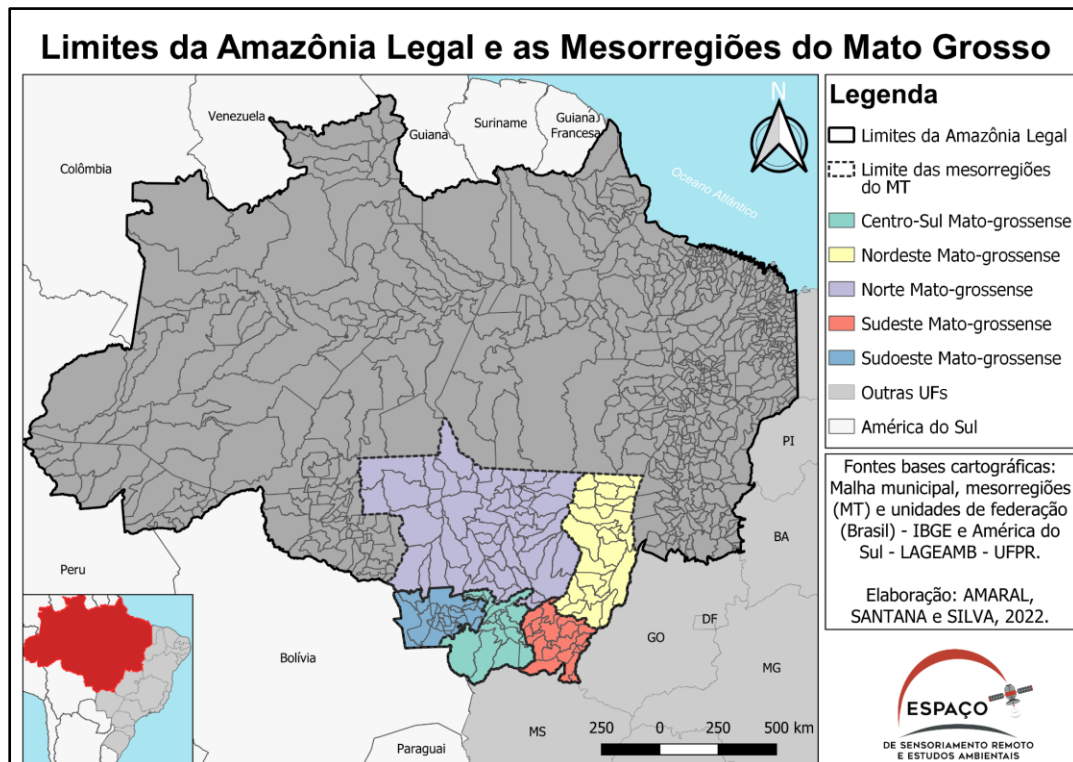 Limites da Amazônia Legal e as Mesorregiões do Mato Grosso
Venezuela
Guiana
Suriname
Guiana
Francesa
Colômbia
N
Oceano Atlântico
PI
BA
Peru
Bolívia
GO
DF
MG
MS
Paraguai
250 0 250 500 km
Legenda
Limites da Amazônia Legal
Limite das mesorregiões
do MT
Centro-Sul Mato-grossense
Nordeste Mato-grossense
Norte Mato-grossense
Sudeste Mato-grossense
Sudoeste Mato-grossense
Outras UFs
América do Sul
Fontes bases cartográficas:
Malha municipal, mesorregiões
(MT) e unidades de federação
(Brasil) - IBGE e América do
Sul - LAGEAMB - UFPR.
Elaboração: AMARAL,
SANTANA e SILVA, 2022.
ESPAÇO
DE SENSORIAMENTO REMOTO
E ESTUDOS AMBIENTAIS